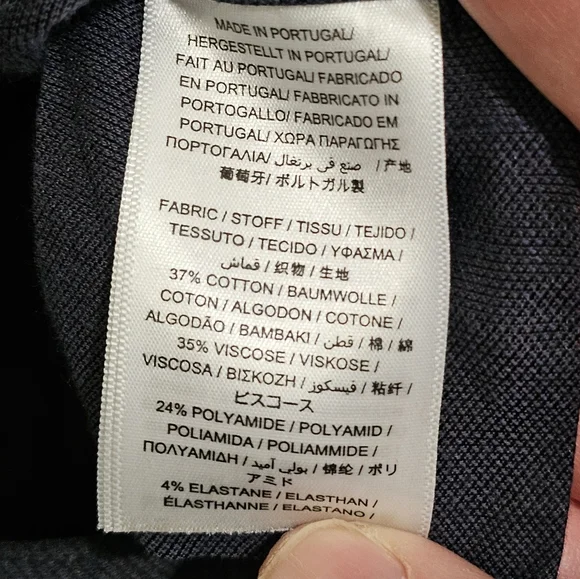 MADE IN PORTUGAL/
HERGESTELLT IN PORTUGAL/
FAIT AU PORTUGAL/ FABRICADO
EN PORTUGAL/ FABBRICATO IN
PORTOGALLO/ FABRICADO EM
PORTUGAL/ ΧΩΡΑ ΠΑΡΑΓΩΓΗΣ
ΠΟΡΤΟΓΑΛΙΑ/ صنع في برتغال / 产地
葡萄牙/ ポルトガル製
FABRIC / STOFF / TISSU / TEJIDO /
TESSUTO / TECIDO / ΥΦΑΣΜΑ /
قماش / 织物 / 生地
37% COTTON / BAUMWOLLE /
COTON / ALGODON / COTONE /
ALGODÃO / BAMBAKI / قطن / 棉 / 綿
35% VISCOSE / VISKOSE /
VISCOSA / ΒΙΣΚΟΖΗ / فيسكوز / 粘纤 /
ビスコース
24% POLYAMIDE / POLYAMID /
POLIAMIDA / POLIAMMIDE /
ΠΟΛΥΑΜΙΔΗ / بولي آميد / 锦纶 / ポリ
アミド
4% ELASTANE / ELASTHAN /
ÉLASTHANNE / ELASTANO /